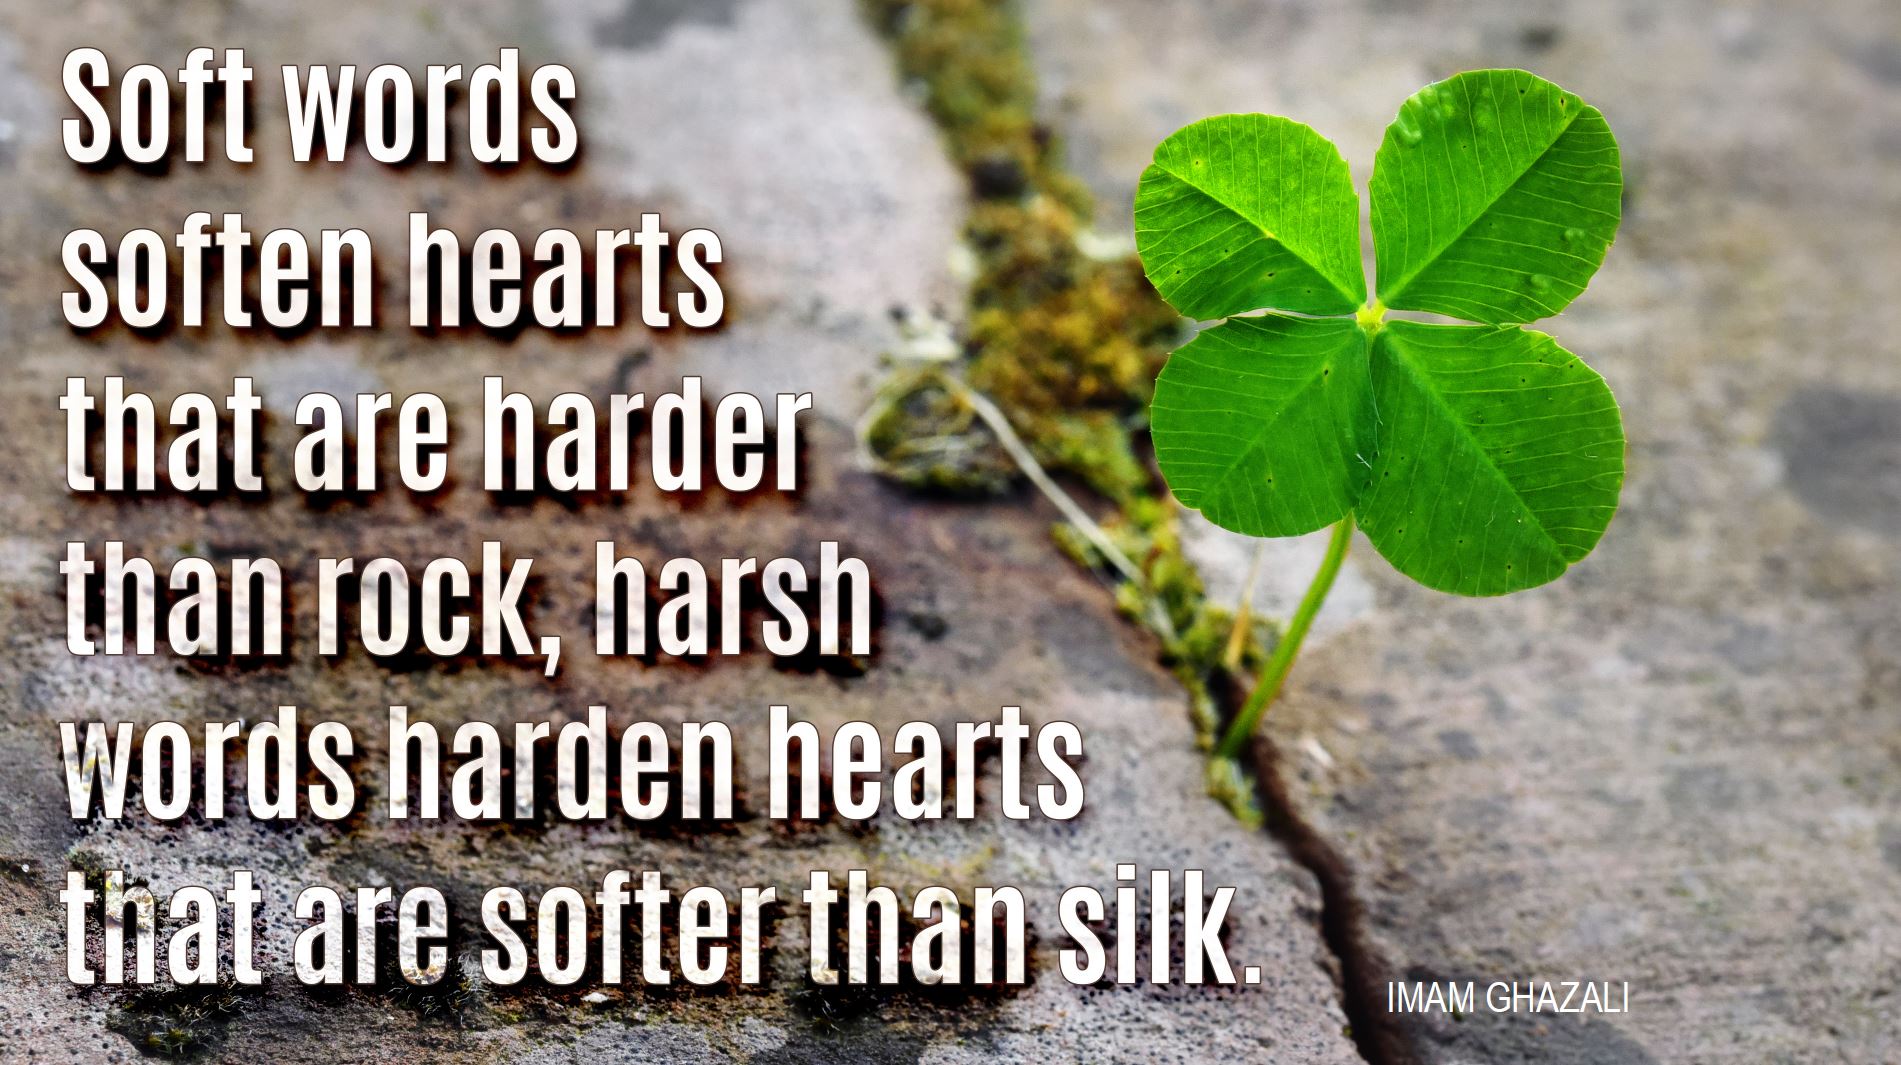 Soft words
soften hearts
that are harder
than rock, harsh
words harden hearts
that are softer than silk.
IMAM GHAZALI